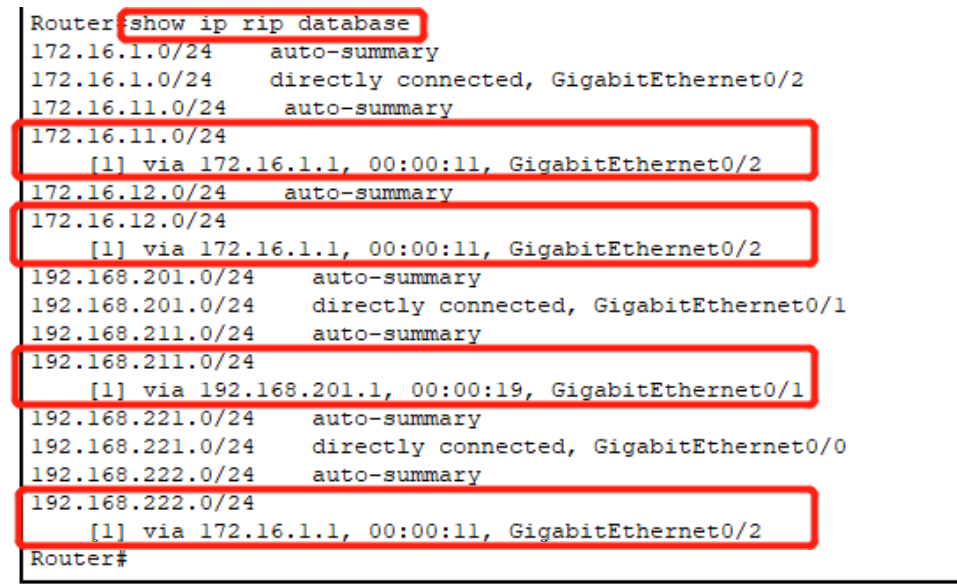 Router#show ip rip database
172.16.1.0/24    auto-summary
172.16.1.0/24    directly connected, GigabitEthernet0/2
172.16.11.0/24    auto-summary
172.16.11.0/24
    [1] via 172.16.1.1, 00:00:11, GigabitEthernet0/2
172.16.12.0/24    auto-summary
172.16.12.0/24
    [1] via 172.16.1.1, 00:00:11, GigabitEthernet0/2
192.168.201.0/24    auto-summary
192.168.201.0/24    directly connected, GigabitEthernet0/1
192.168.211.0/24    auto-summary
192.168.211.0/24
    [1] via 192.168.201.1, 00:00:19, GigabitEthernet0/1
192.168.221.0/24    auto-summary
192.168.221.0/24    directly connected, GigabitEthernet0/0
192.168.222.0/24    auto-summary
192.168.222.0/24
    [1] via 172.16.1.1, 00:00:11, GigabitEthernet0/2
Router#